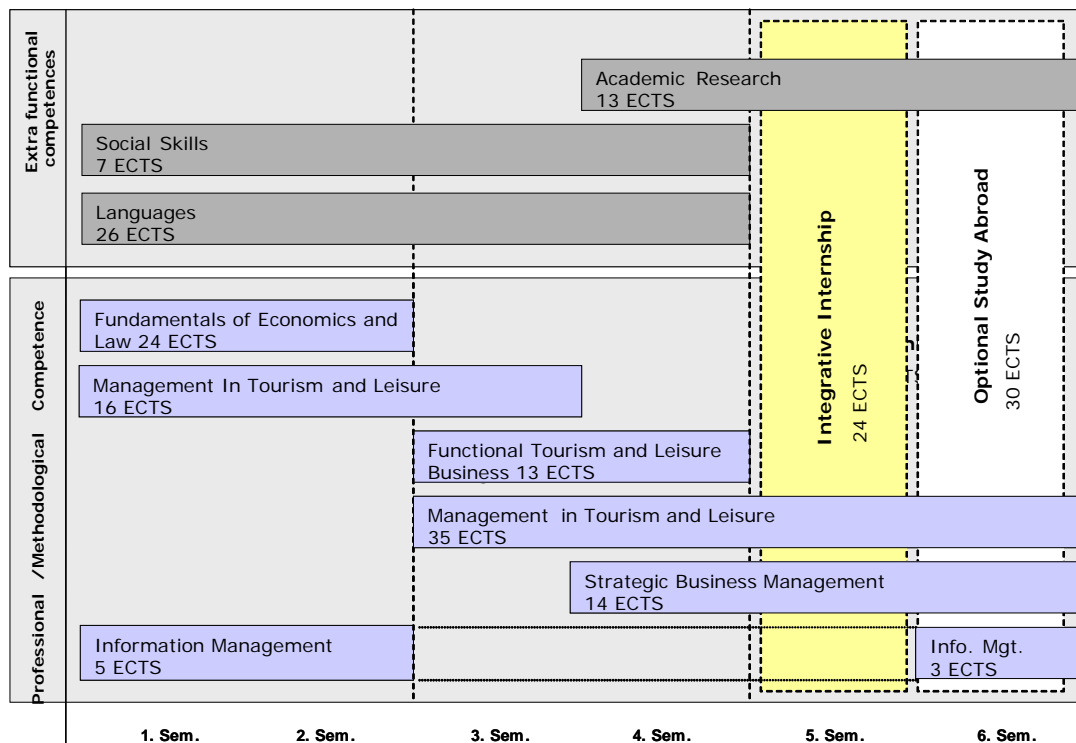 Extra functional
competences
Academic Research
13 ECTS
Social Skills
7 ECTS
Languages
26 ECTS
Integrative Internship
24 ECTS
Optional Study Abroad
30 ECTS
Professional /Methodological Competence
Fundamentals of Economics and
Law 24 ECTS
Management In Tourism and Leisure
16 ECTS
Functional Tourism and Leisure
Business 13 ECTS
Management in Tourism and Leisure
35 ECTS
Strategic Business Management
14 ECTS
Information Management
5 ECTS
Info. Mgt.
3 ECTS
1. Sem. 2. Sem. 3. Sem. 4. Sem. 5. Sem. 6. Sem.